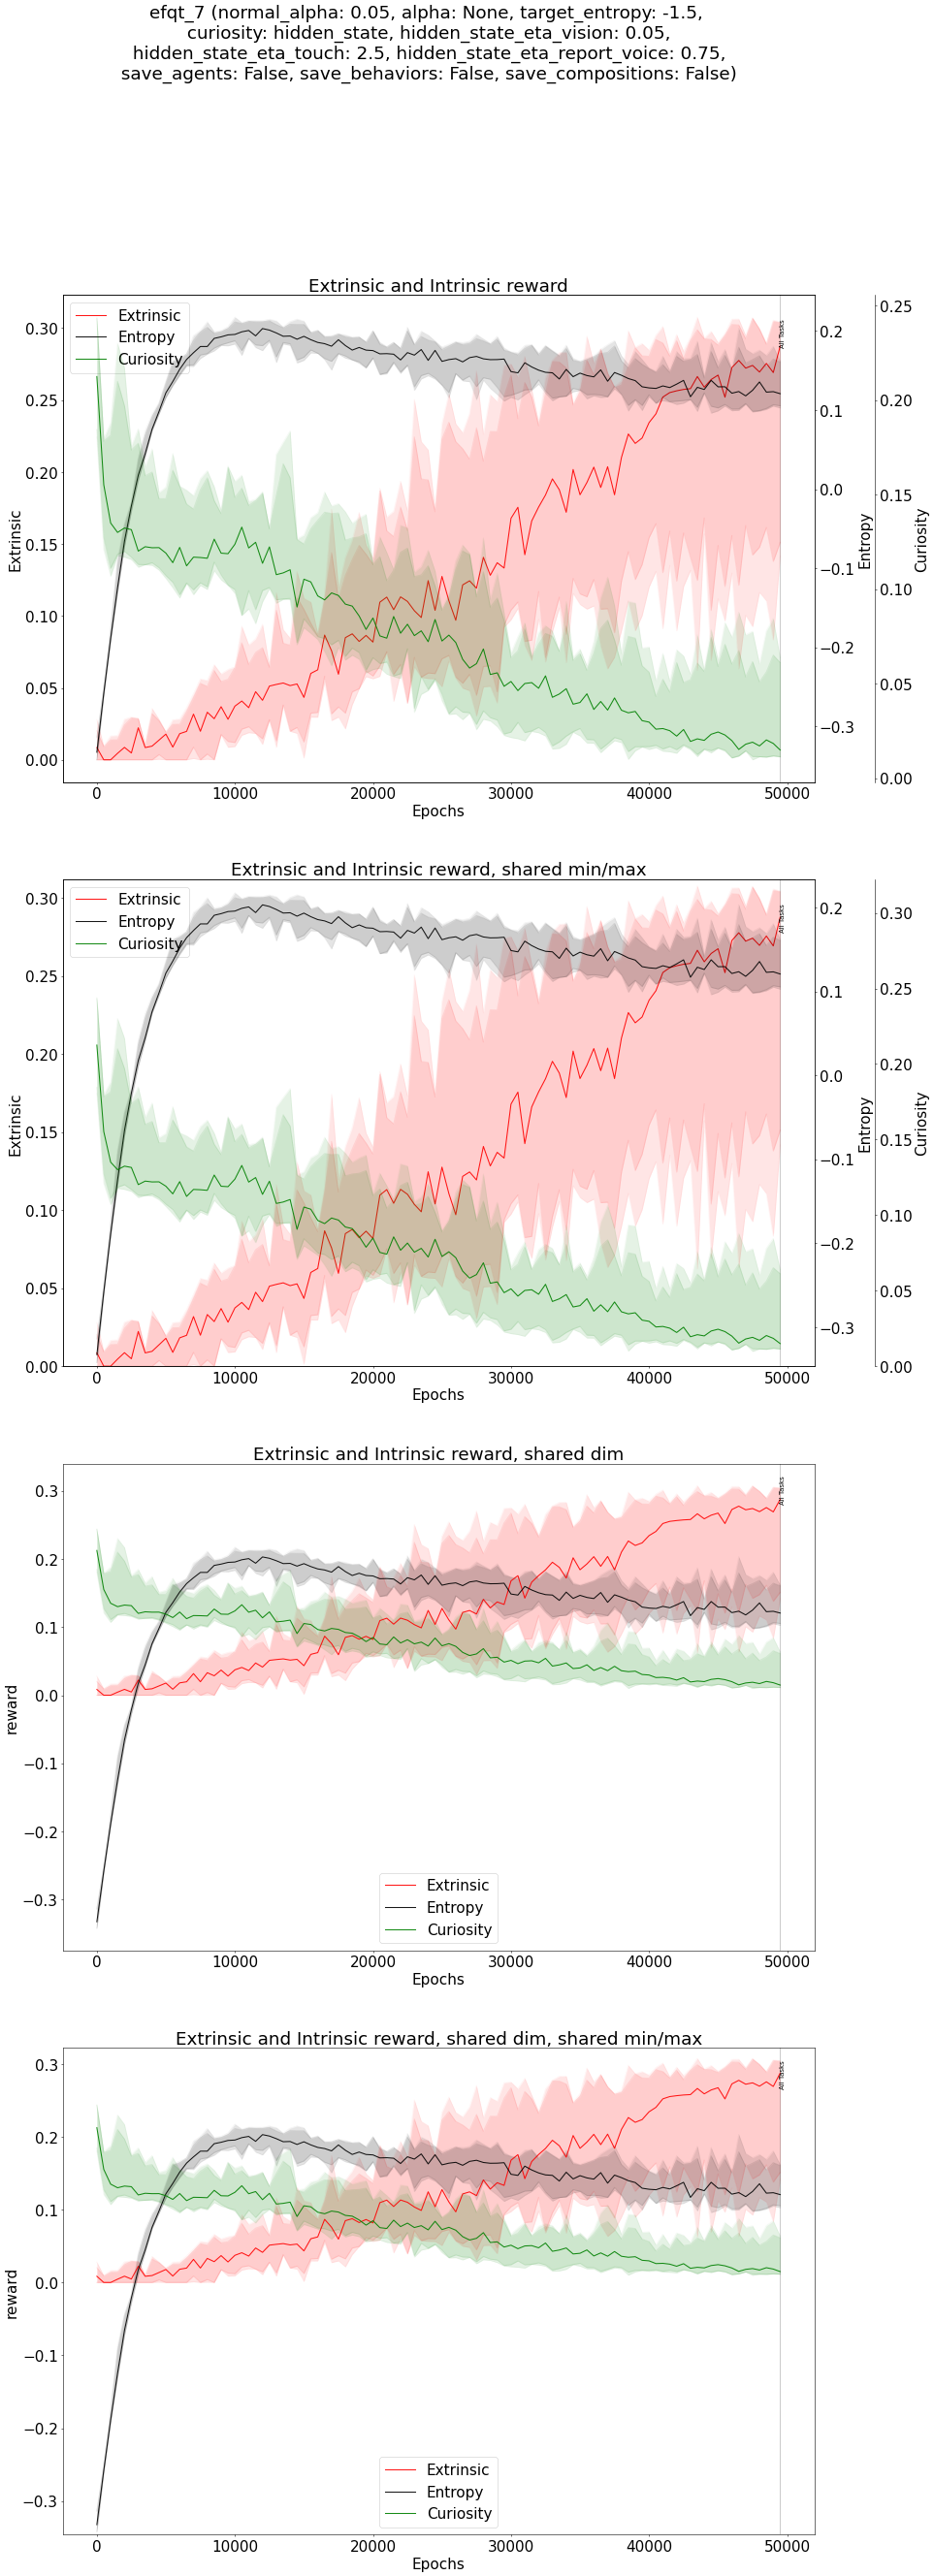 efqt_7 (normal_alpha: 0.05, alpha: None, target_entropy: -1.5,
curiosity: hidden_state, hidden_state_eta_vision: 0.05,
hidden_state_eta_touch: 2.5, hidden_state_eta_report_voice: 0.75,
save_agents: False, save_behaviors: False, save_compositions: False)
Extrinsic and Intrinsic reward
Extrinsic
Entropy
Curiosity
All Tasks
0.30
0.25
0.20
0.15
0.10
0.05
0.00
Extrinsic
0.2
0.1
0.0
−0.1
−0.2
−0.3
Entropy
0.25
0.20
0.15
0.10
0.05
0.00
Curiosity
0 10000 20000 30000 40000 50000
Epochs
Extrinsic and Intrinsic reward, shared min/max
Extrinsic
Entropy
Curiosity
All Tasks
0.30
0.25
0.20
0.15
0.10
0.05
0.00
Extrinsic
0.2
0.1
0.0
−0.1
−0.2
−0.3
Entropy
0.30
0.25
0.20
0.15
0.10
0.05
0.00
Curiosity
0 10000 20000 30000 40000 50000
Epochs
Extrinsic and Intrinsic reward, shared dim
All Tasks
0.3
0.2
0.1
0.0
−0.1
−0.2
−0.3
reward
Extrinsic
Entropy
Curiosity
0 10000 20000 30000 40000 50000
Epochs
Extrinsic and Intrinsic reward, shared dim, shared min/max
All Tasks
0.3
0.2
0.1
0.0
−0.1
−0.2
−0.3
reward
Extrinsic
Entropy
Curiosity
0 10000 20000 30000 40000 50000
Epochs